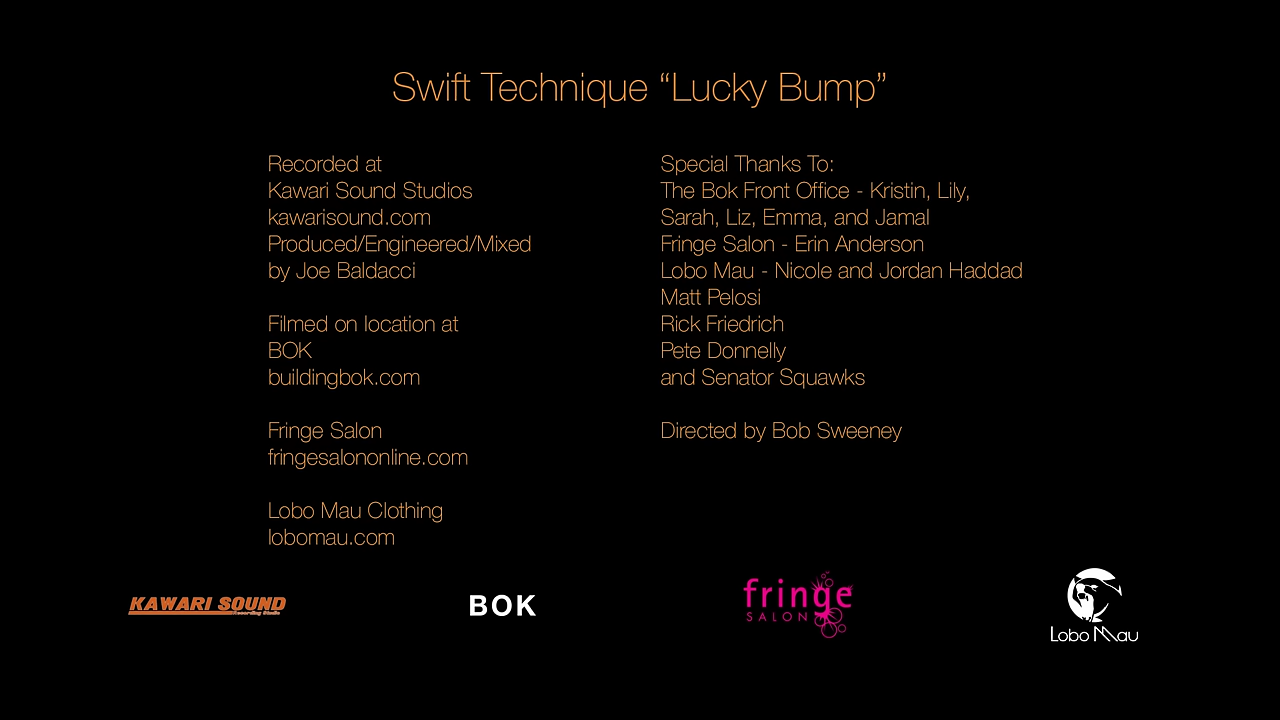 Swift Technique “Lucky Bump”
Recorded at
Kawari Sound Studios
kawarisound.com
Produced/Engineered/Mixed
by Joe Baldacci
Filmed on location at
BOK
buildingbok.com
Fringe Salon
fringesalononline.com
Lobo Mau Clothing
lobomau.com
Special Thanks To:
The Bok Front Office - Kristin, Lily,
Sarah, Liz, Emma, and Jamal
Fringe Salon - Erin Anderson
Lobo Mau - Nicole and Jordan Haddad
Matt Pelosi
Rick Friedrich
Pete Donnelly
and Senator Squawks
Directed by Bob Sweeney
KAWARI SOUND
Recording Studio
BOK
fringe
SALON
Lobo Mau